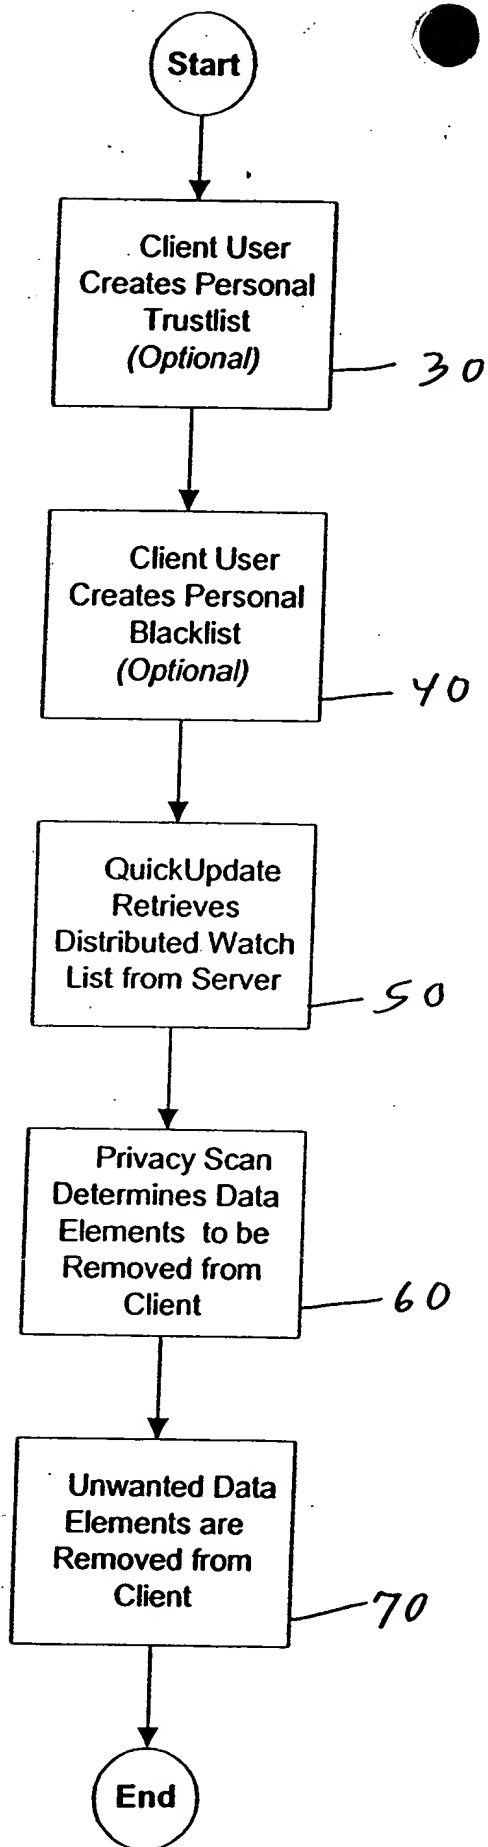 Start
Client User
Creates Personal
Trustlist
(Optional)
30
Client User
Creates Personal
Blacklist
(Optional)
40
QuickUpdate
Retrieves
Distributed Watch
List from Server
50
Privacy Scan
Determines Data
Elements to be
Removed from
Client
60
Unwanted Data
Elements are
Removed from
Client
70
End